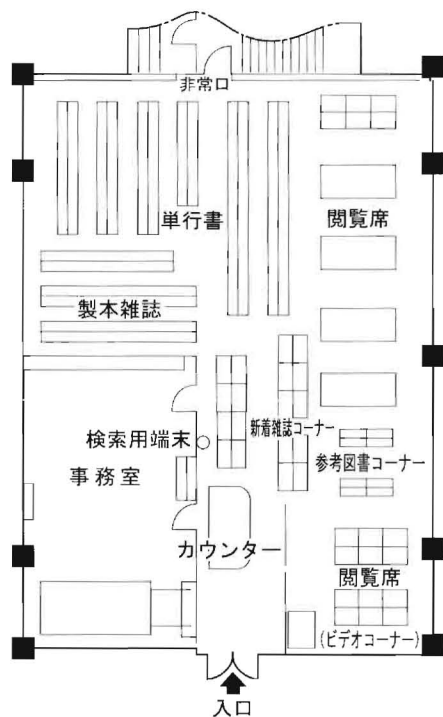 非常口
単行書
閲覧席
製本雑誌
新着雑誌コーナー
検索用端末
参考図書コーナー
事務室
カウンター
閲覧席
(ビデオコーナー)
入口